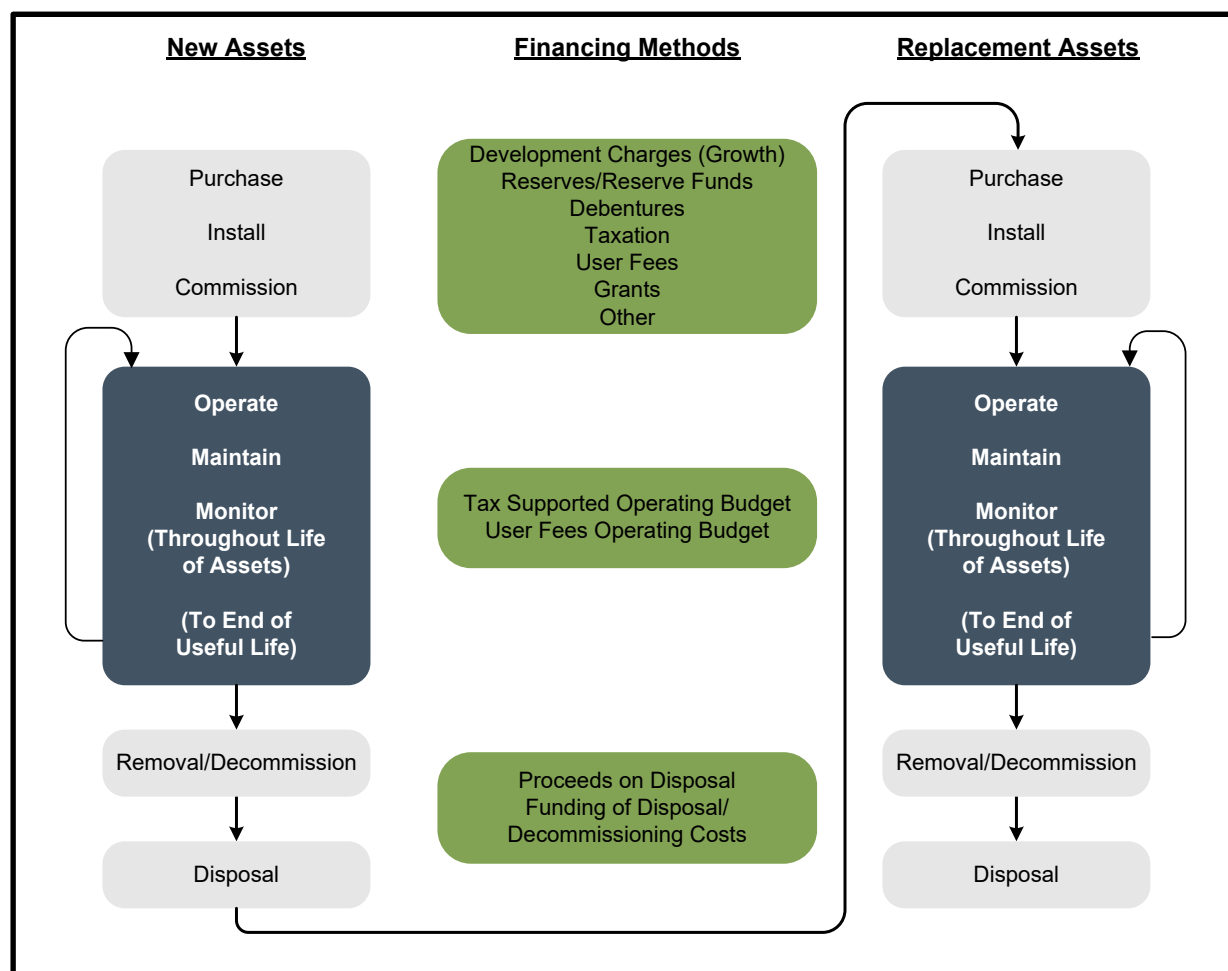 New Assets
Purchase
Install
Commission
Operate
Maintain
Monitor
(Throughout Life
of Assets)
(To End of
Useful Life)
Removal/Decommission
Disposal
Financing Methods
Development Charges (Growth)
Reserves/Reserve Funds
Debentures
Taxation
User Fees
Grants
Other
Tax Supported Operating Budget
User Fees Operating Budget
Proceeds on Disposal
Funding of Disposal/
Decommissioning Costs
Replacement Assets
Purchase
Install
Commission
Operate
Maintain
Monitor
(Throughout Life
of Assets)
(To End of
Useful Life)
Removal/Decommission
Disposal